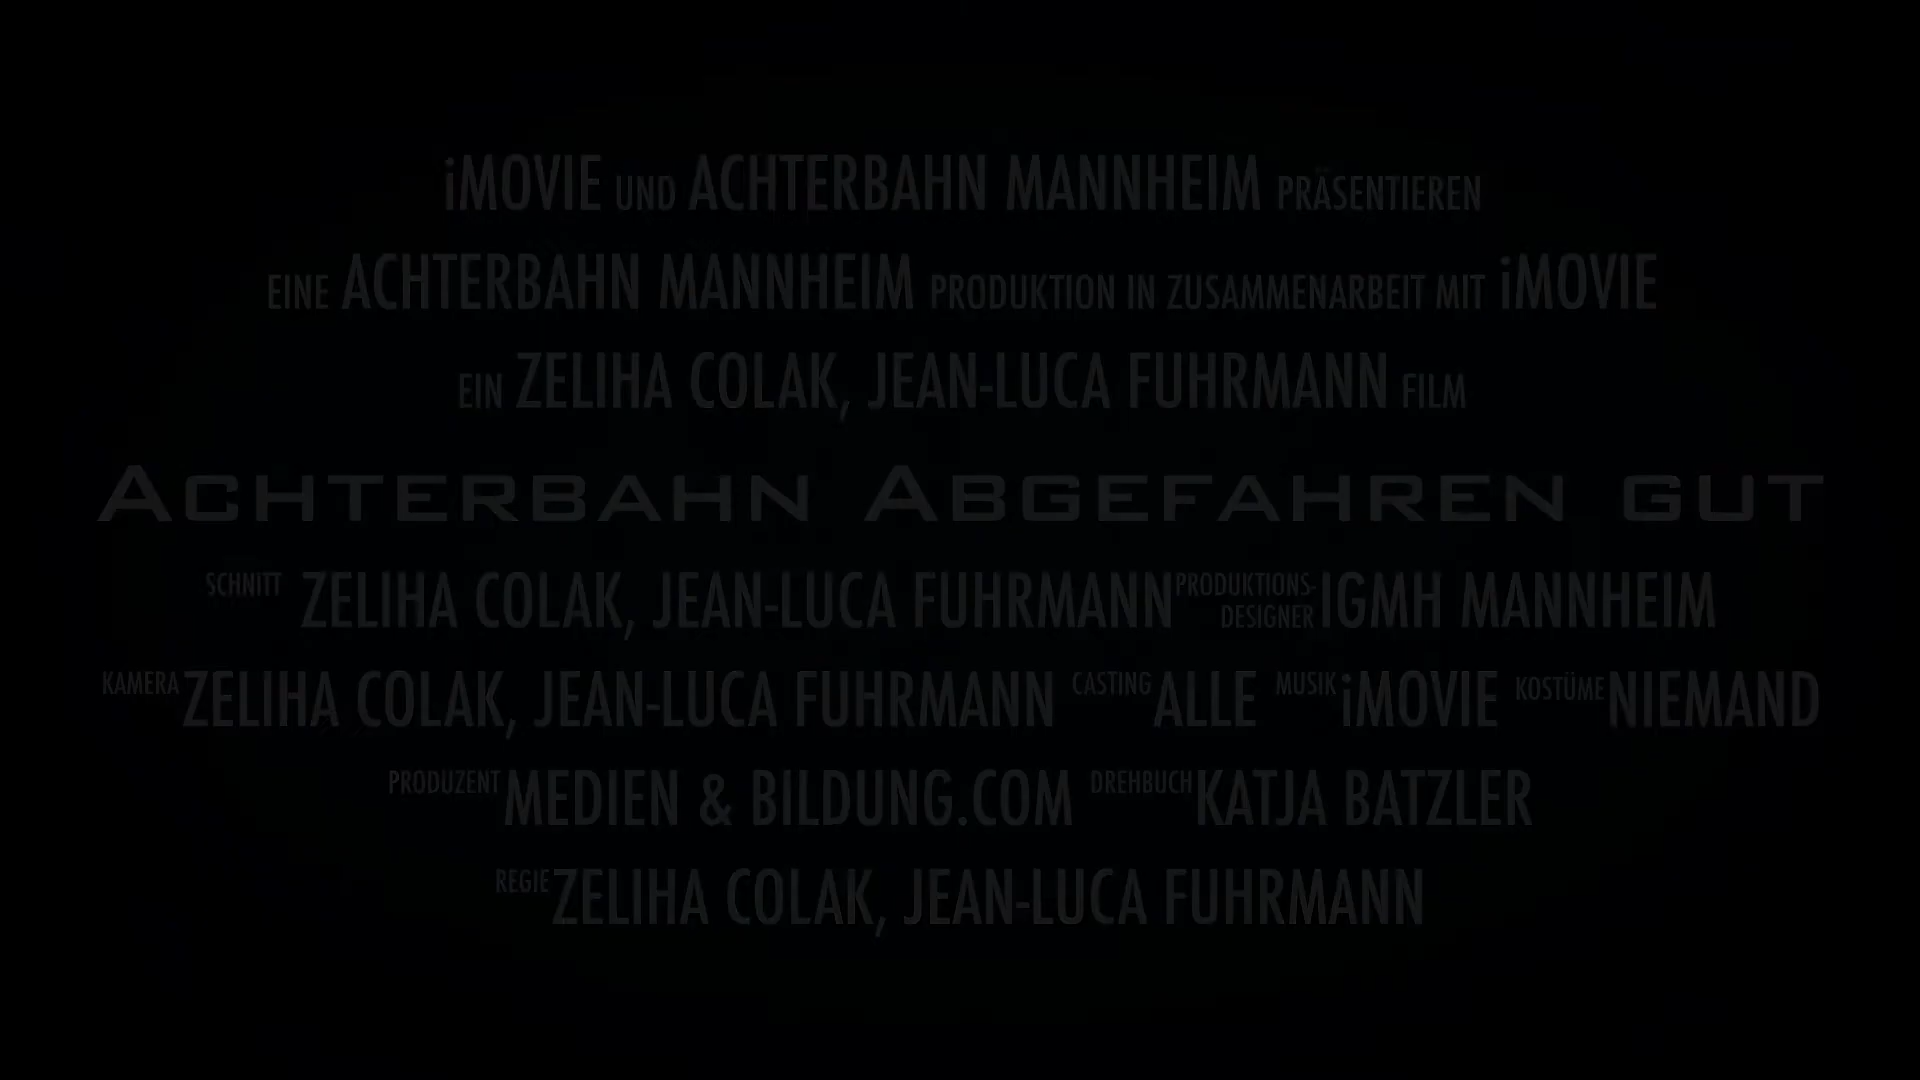 iMOVIE UND ACHTERBAHN MANNHEIM PRÄSENTIEREN
EINE ACHTERBAHN MANNHEIM PRODUKTION IN ZUSAMMENARBEIT MIT iMOVIE
EIN ZELIHA COLAK, JEAN-LUCA FUHRMANN FILM
ACHTERBAHN ABGEFAHREN GUT
SCHNITT ZELIHA COLAK, JEAN-LUCA FUHRMANN PRODUKTIONS-DESIGNER IGMH MANNHEIM
KAMERA ZELIHA COLAK, JEAN-LUCA FUHRMANN CASTING ALLE MUSIK iMOVIE KOSTÜME NIEMAND
PRODUZENT MEDIEN & BILDUNG.COM DREHBUCH KATJA BATZLER
REGIE ZELIHA COLAK, JEAN-LUCA FUHRMANN